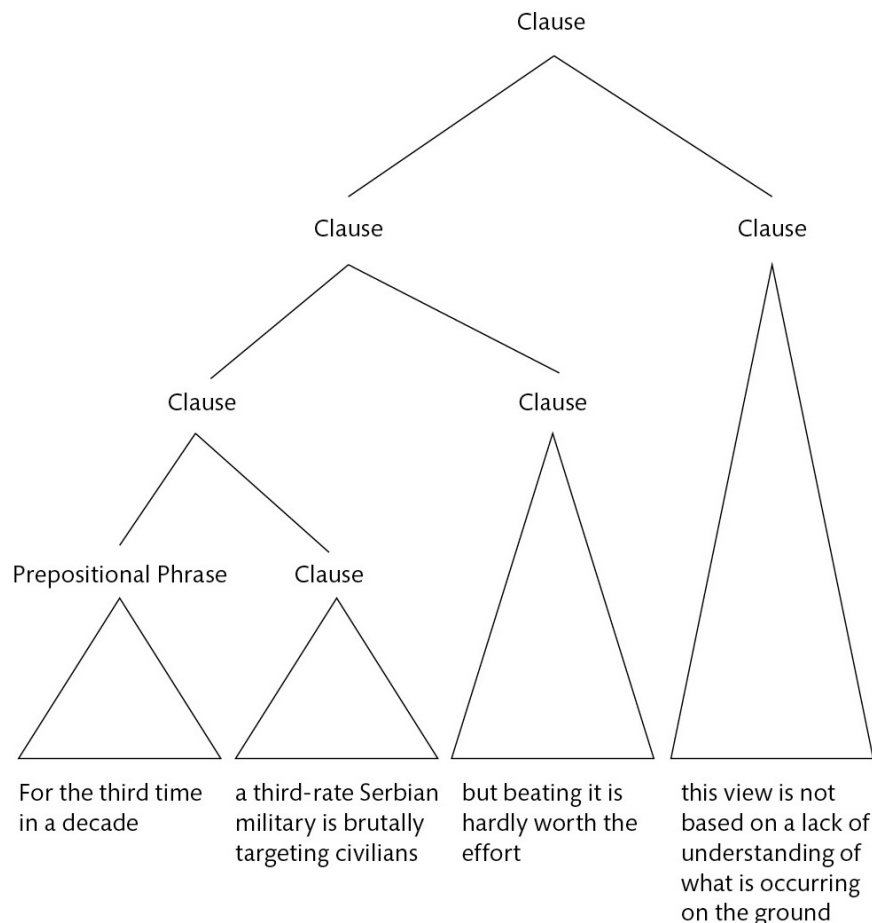 Clause
Clause
Clause
Clause
Clause
Prepositional Phrase
Clause
For the third time
in a decade
a third-rate Serbian
military is brutally
targeting civilians
but beating it is
hardly worth the
effort
this view is not
based on a lack of
understanding of
what is occurring
on the ground